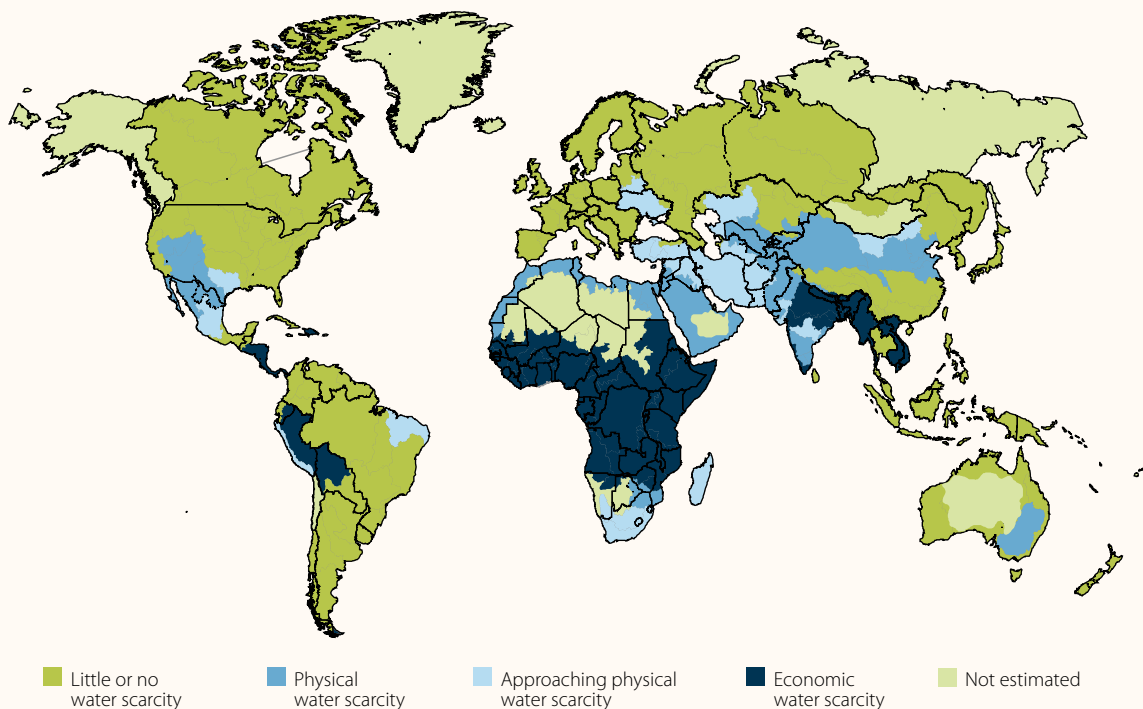 Little or no
water scarcity
Physical
water scarcity
Approaching physical
water scarcity
Economic
water scarcity
Not estimated